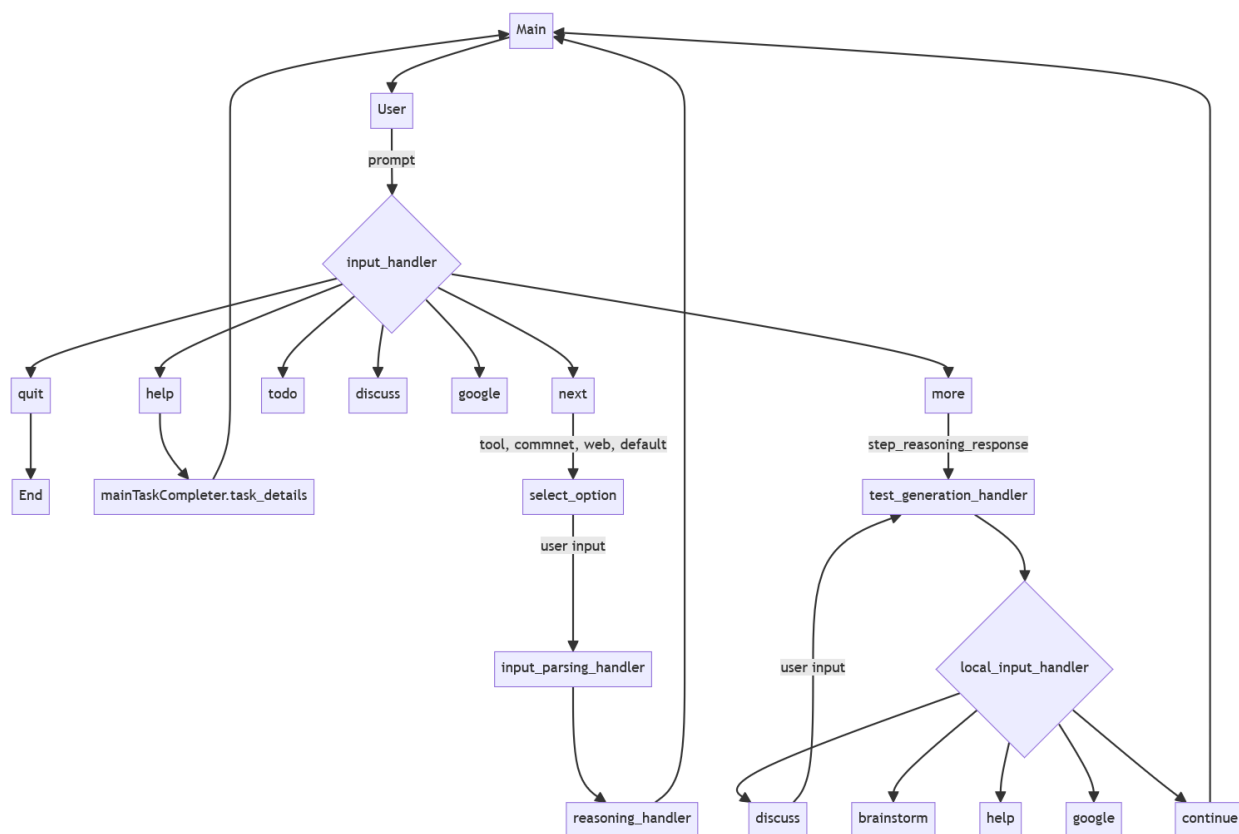 Main
User
prompt
input_handler
quit
help
todo
discuss
google
next
more
tool, commnet, web, default
step_reasoning_response
End
mainTaskCompleter.task_details
select_option
test_generation_handler
user input
input_parsing_handler
user input
local_input_handler
reasoning_handler
discuss
brainstorm
help
google
continue